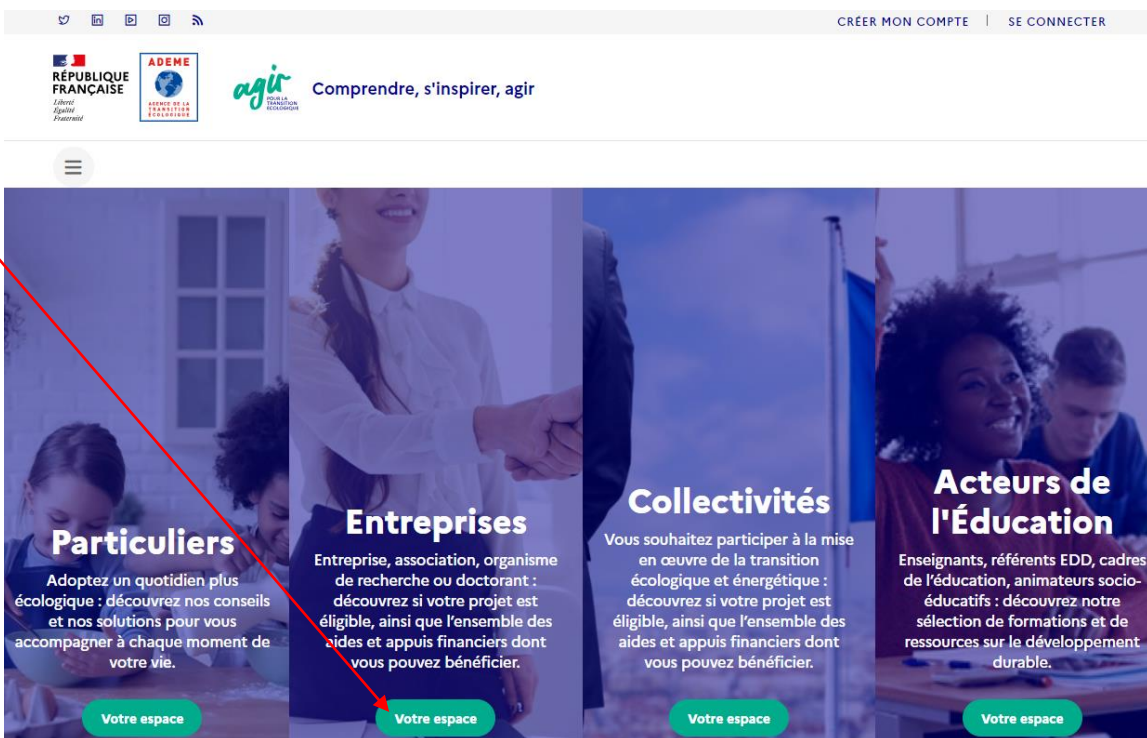 CRÉER MON COMPTE | SE CONNECTER
RÉPUBLIQUE
FRANÇAISE
Liberté
Égalité
Fraternité
ADEME
AGENCE DE LA
TRANSITION
ÉCOLOGIQUE
agir
POUR LA
TRANSITION
ÉCOLOGIQUE
Comprendre, s'inspirer, agir
Particuliers
Adoptez un quotidien plus
écologique : découvrez nos conseils
et nos solutions pour vous
accompagner à chaque moment de
votre vie.
Votre espace
Entreprises
Entreprise, association, organisme
de recherche ou doctorant :
découvrez si votre projet est
éligible, ainsi que l'ensemble des
aides et appuis financiers dont
vous pouvez bénéficier.
Votre espace
Collectivités
Vous souhaitez participer à la mise
en œuvre de la transition
écologique et énergétique :
découvrez si votre projet est
éligible, ainsi que l'ensemble des
aides et appuis financiers dont
vous pouvez bénéficier.
Votre espace
Acteurs de
l'Éducation
Enseignants, référents EDD, cadres
de l'éducation, animateurs socio-
éducatifs : découvrez notre
sélection de formations et de
ressources sur le développement
durable.
Votre espace